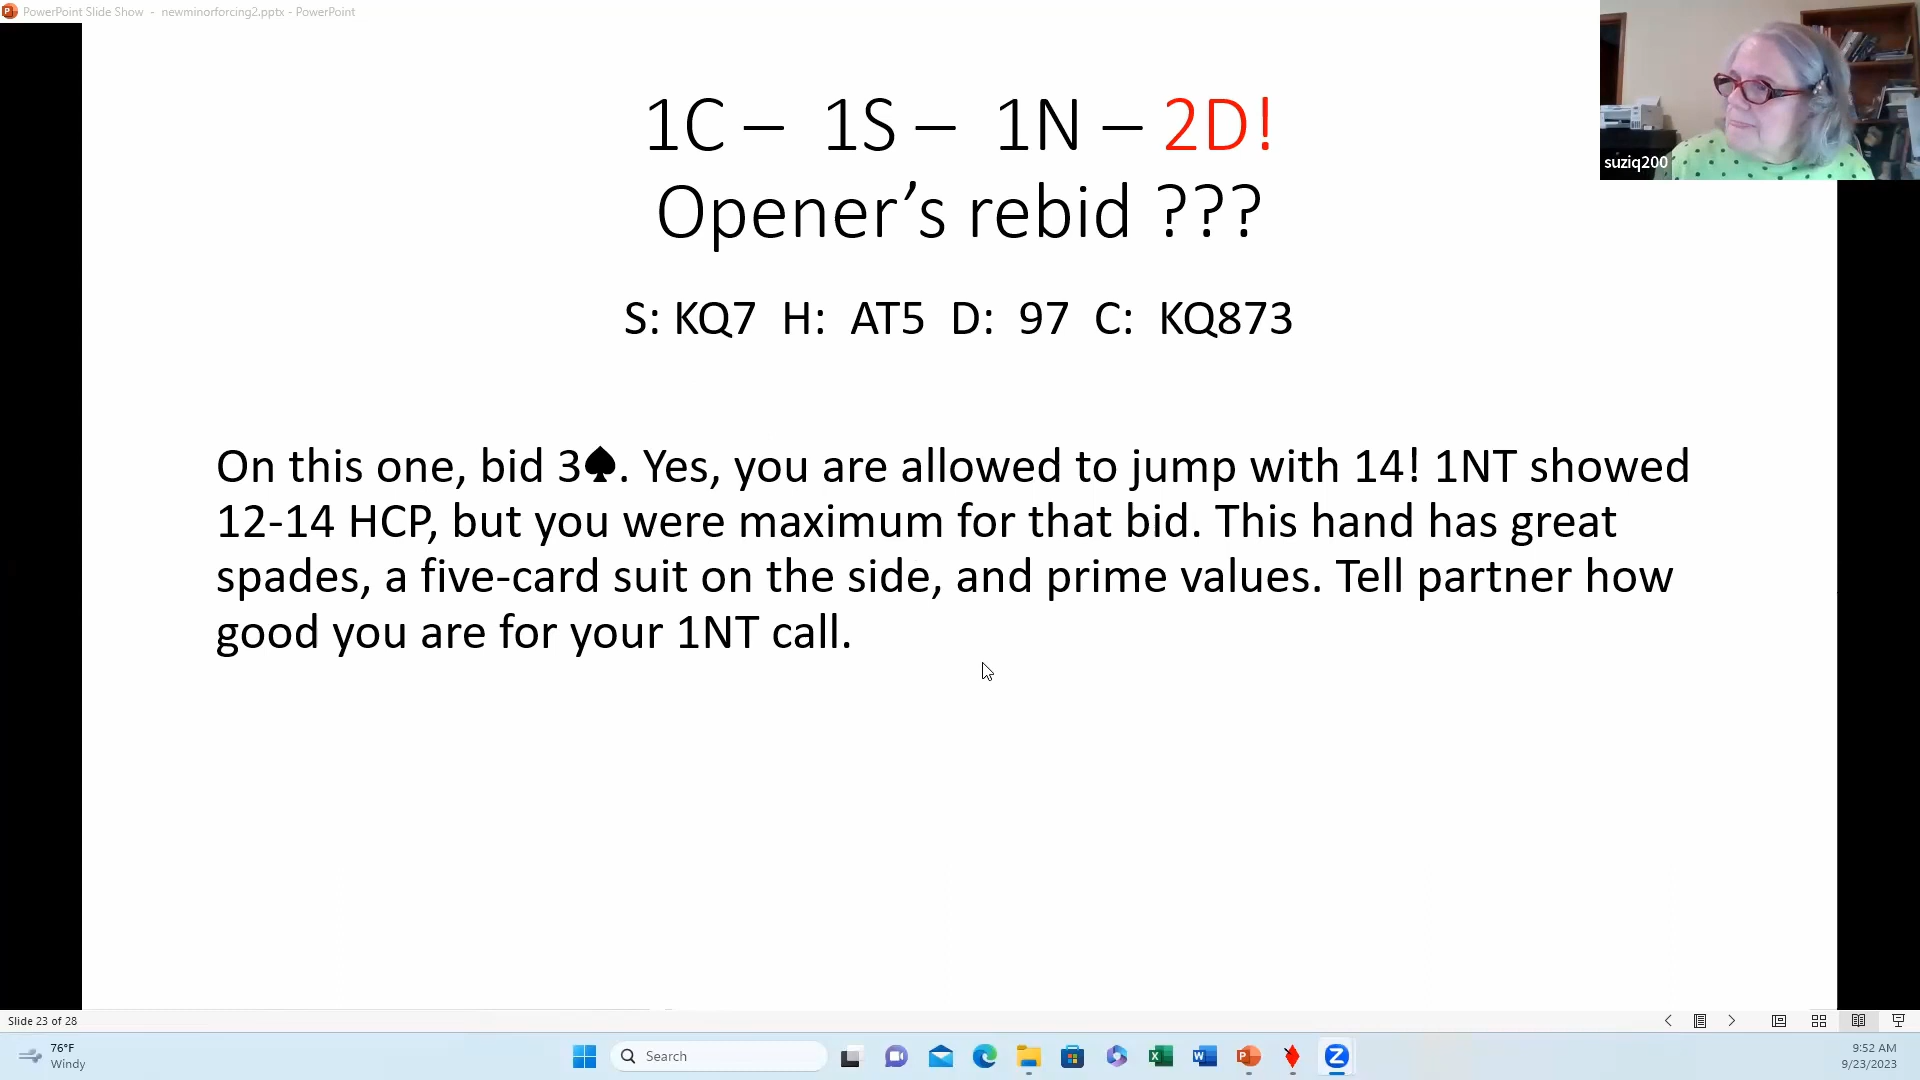 PowerPoint Slide Show - newminorforcing2.pptx - PowerPoint
suziq200
1C – 1S – 1N – 2D!
Opener’s rebid ???
S: KQ7 H: AT5 D: 97 C: KQ873
On this one, bid 3♠. Yes, you are allowed to jump with 14! 1NT showed
12-14 HCP, but you were maximum for that bid. This hand has great
spades, a five-card suit on the side, and prime values. Tell partner how
good you are for your 1NT call.
Slide 23 of 28
76°F
Windy
Search
9:52 AM
9/23/2023